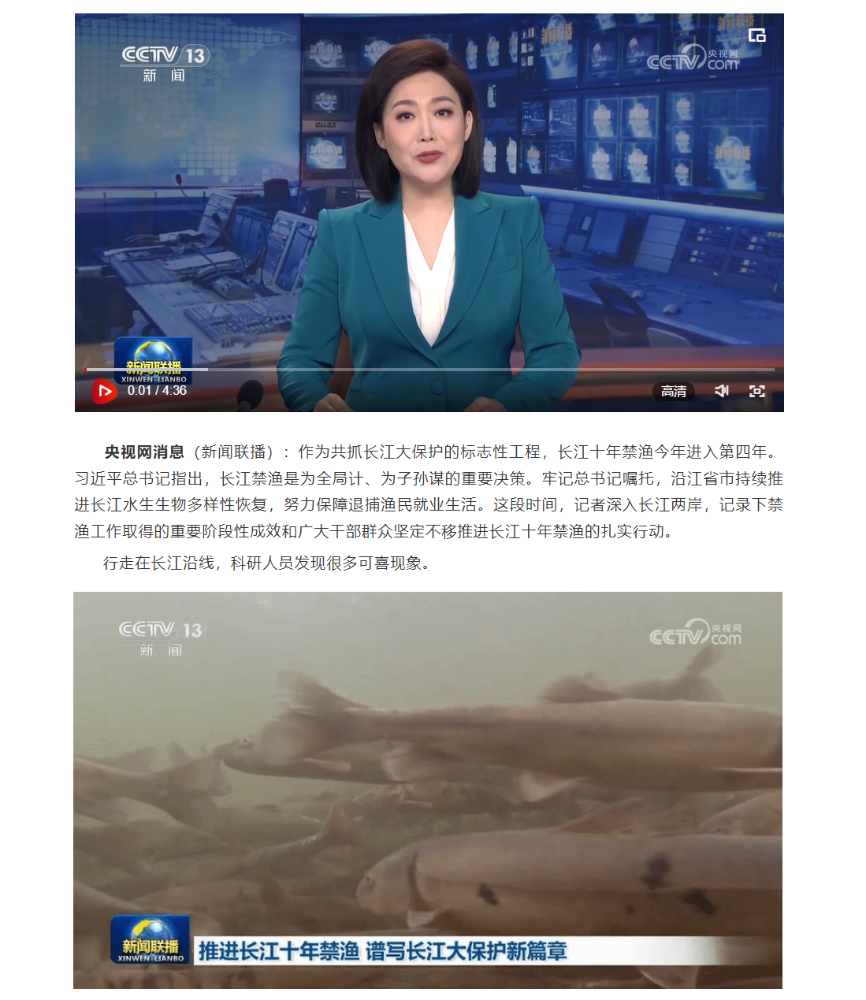 CCTV 13
新闻
央视网
CCTV com
新闻联播
XINWEN LIANBO
0:01 / 4:36
高清
央视网消息（新闻联播）：作为共抓长江大保护的标志性工程，长江十年禁渔今年进入第四年。
习近平总书记指出，长江禁渔是为全局计、为子孙谋的重要决策。牢记总书记嘱托，沿江省市持续推
进长江水生生物多样性恢复，努力保障退捕渔民就业生活。这段时间，记者深入长江两岸，记录下禁
渔工作取得的重要阶段性成效和广大干部群众坚定不移推进长江十年禁渔的扎实行动。
行走在长江沿线，科研人员发现很多可喜现象。
CCTV 13
新闻
央视网
CCTV com
新闻联播
XINWEN LIANBO
推进长江十年禁渔 谱写长江大保护新篇章